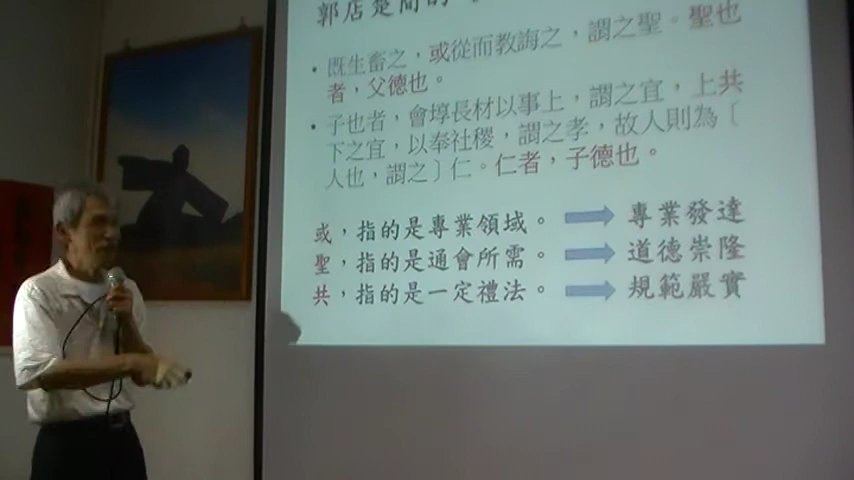 郭店楚簡的
• 既生畜之，或從而教誨之，謂之聖。聖也
者，父德也。
• 子也者，會埻長材以事上，謂之宜，上共
下之宜，以奉社稷，謂之孝，故人則為〔
人也，謂之〕仁。仁者，子德也。
或，指的是專業領域。 專業發達
聖，指的是通會所需。 道德崇隆
共，指的是一定禮法。 規範嚴實